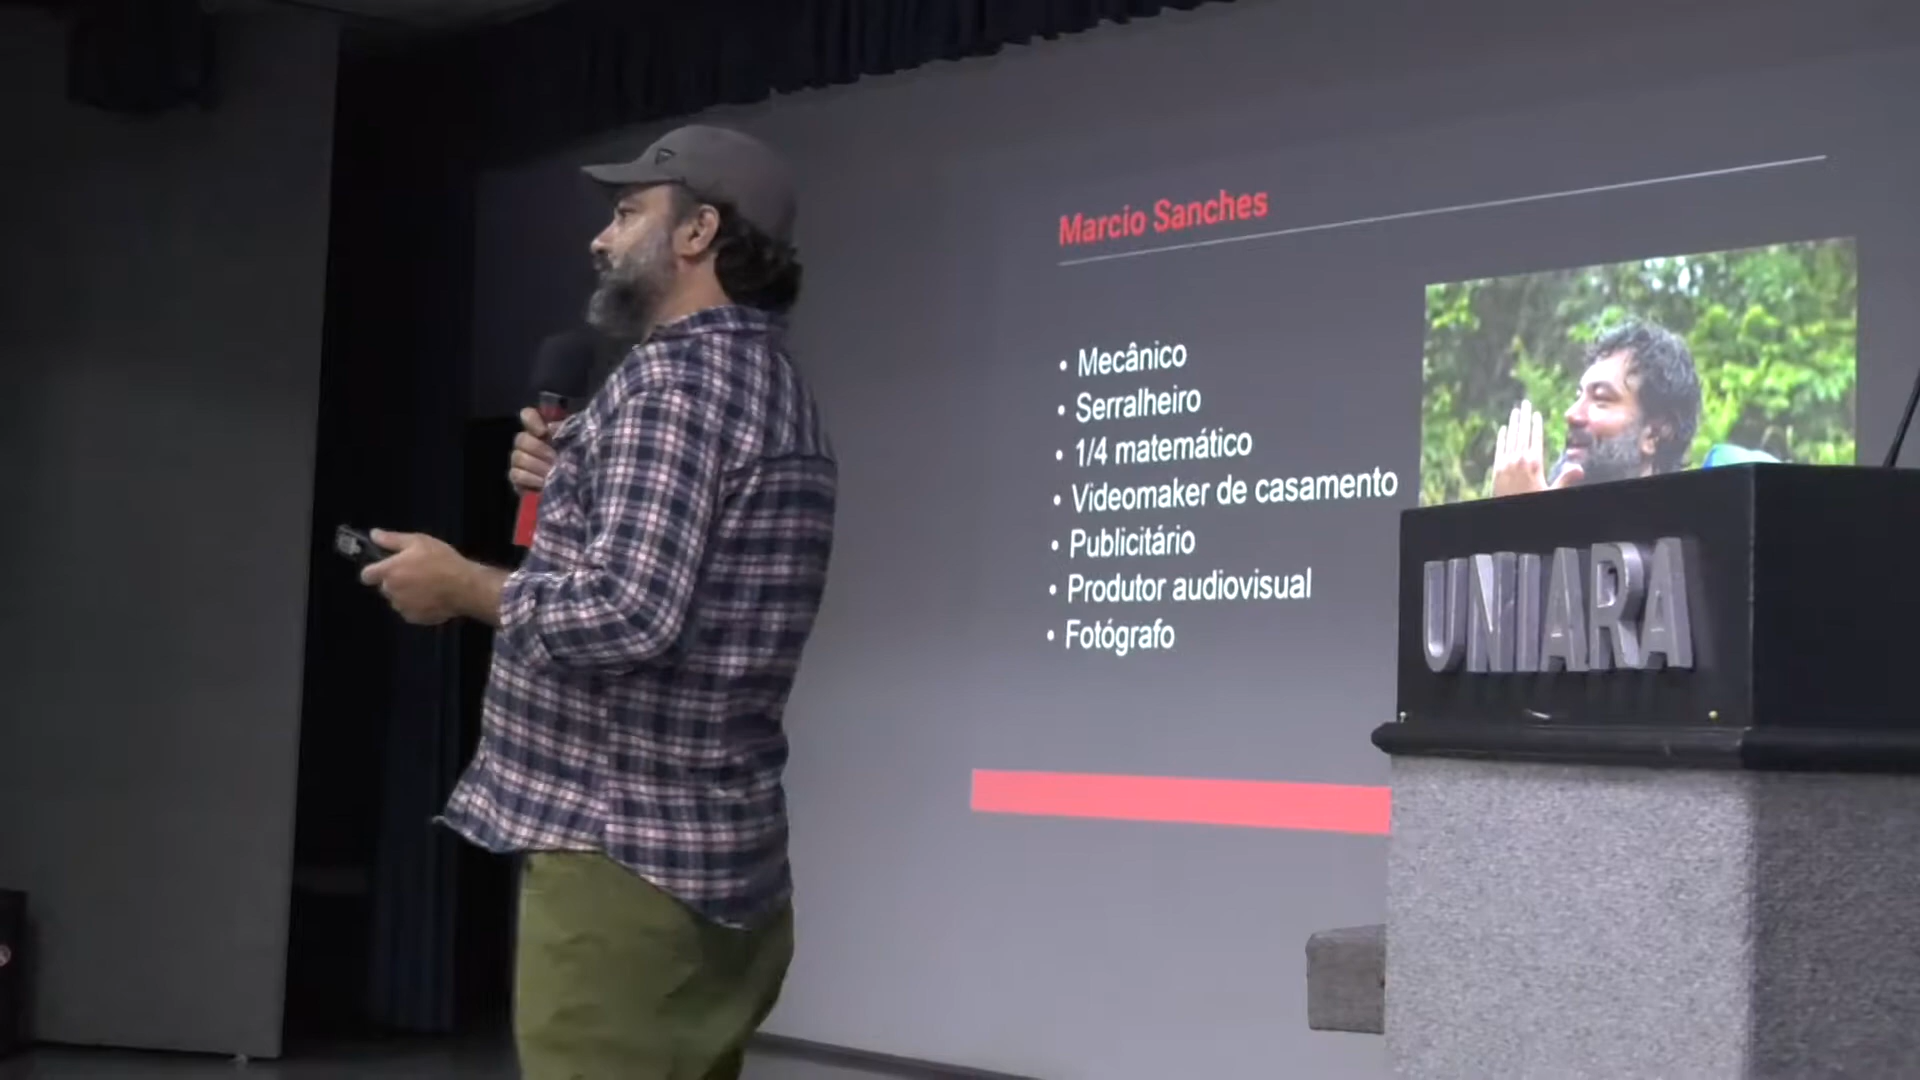 Marcio Sanches
• Mecânico
• Serralheiro
• 1/4 matemático
• Videomaker de casamento
• Publicitário
• Produtor audiovisual
• Fotógrafo
UNIARA